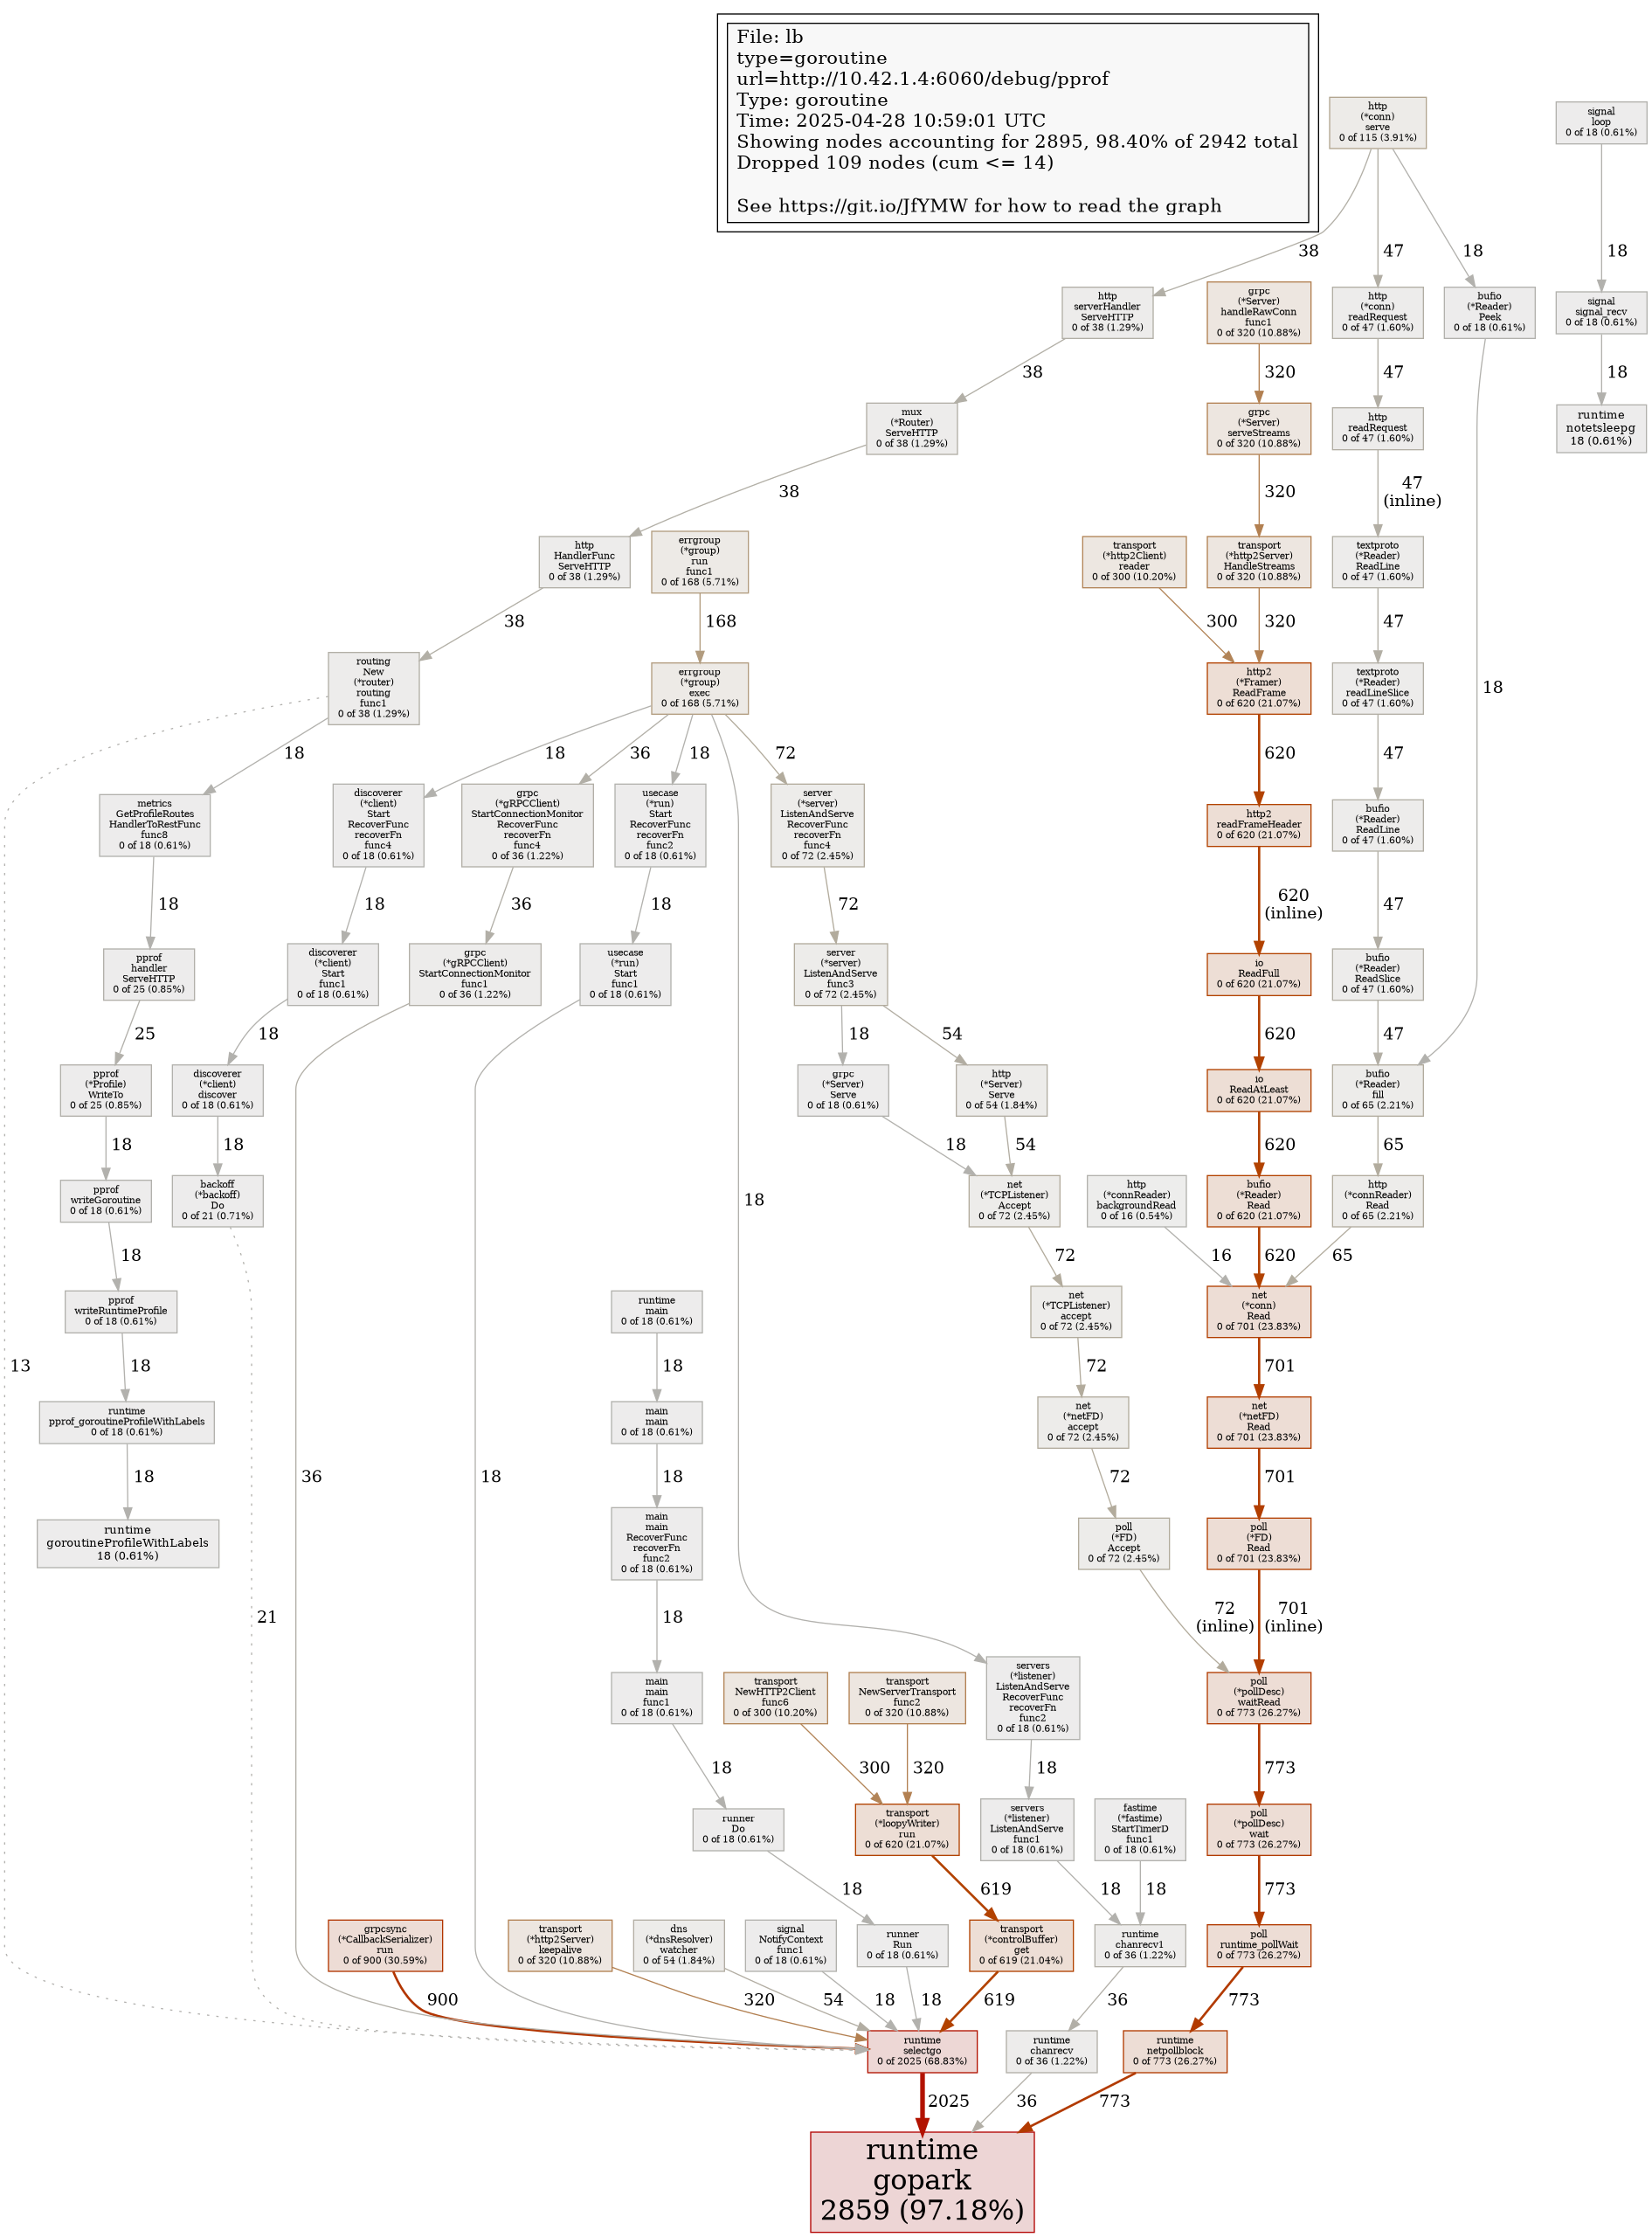 File: lb
type=goroutine
url=http://10.42.1.4:6060/debug/pprof
Type: goroutine
Time: 2025-04-28 10:59:01 UTC
Showing nodes accounting for 2895, 98.40% of 2942 total
Dropped 109 nodes (cum <= 14)
See https://git.io/JfYMW for how to read the graph
http
(*conn)
serve
0 of 115 (3.91%)
signal
loop
0 of 18 (0.61%)
38
47
18
18
http
serverHandler
ServeHTTP
0 of 38 (1.29%)
grpc
(*Server)
handleRawConn
func1
0 of 320 (10.88%)
http
(*conn)
readRequest
0 of 47 (1.60%)
bufio
(*Reader)
Peek
0 of 18 (0.61%)
signal
signal_recv
0 of 18 (0.61%)
38
320
47
18
mux
(*Router)
ServeHTTP
0 of 38 (1.29%)
grpc
(*Server)
serveStreams
0 of 320 (10.88%)
http
readRequest
0 of 47 (1.60%)
runtime
notetsleepg
18 (0.61%)
38
320
47
(inline)
http
HandlerFunc
ServeHTTP
0 of 38 (1.29%)
errgroup
(*group)
run
func1
0 of 168 (5.71%)
transport
(*http2Client)
reader
0 of 300 (10.20%)
transport
(*http2Server)
HandleStreams
0 of 320 (10.88%)
textproto
(*Reader)
ReadLine
0 of 47 (1.60%)
38
168
300
320
47
18
routing
New
(*router)
routing
func1
0 of 38 (1.29%)
errgroup
(*group)
exec
0 of 168 (5.71%)
http2
(*Framer)
ReadFrame
0 of 620 (21.07%)
textproto
(*Reader)
readLineSlice
0 of 47 (1.60%)
18
18
36
18
72
620
47
metrics
GetProfileRoutes
HandlerToRestFunc
func8
0 of 18 (0.61%)
discoverer
(*client)
Start
RecoverFunc
recoverFn
func4
0 of 18 (0.61%)
grpc
(*gRPCClient)
StartConnectionMonitor
RecoverFunc
recoverFn
func4
0 of 36 (1.22%)
usecase
(*run)
Start
RecoverFunc
recoverFn
func2
0 of 18 (0.61%)
server
(*server)
ListenAndServe
RecoverFunc
recoverFn
func4
0 of 72 (2.45%)
http2
readFrameHeader
0 of 620 (21.07%)
bufio
(*Reader)
ReadLine
0 of 47 (1.60%)
18
18
36
18
72
620
(inline)
47
pprof
handler
ServeHTTP
0 of 25 (0.85%)
discoverer
(*client)
Start
func1
0 of 18 (0.61%)
grpc
(*gRPCClient)
StartConnectionMonitor
func1
0 of 36 (1.22%)
usecase
(*run)
Start
func1
0 of 18 (0.61%)
server
(*server)
ListenAndServe
func3
0 of 72 (2.45%)
io
ReadFull
0 of 620 (21.07%)
bufio
(*Reader)
ReadSlice
0 of 47 (1.60%)
25
18
18
54
620
47
pprof
(*Profile)
WriteTo
0 of 25 (0.85%)
discoverer
(*client)
discover
0 of 18 (0.61%)
grpc
(*Server)
Serve
0 of 18 (0.61%)
http
(*Server)
Serve
0 of 54 (1.84%)
io
ReadAtLeast
0 of 620 (21.07%)
bufio
(*Reader)
fill
0 of 65 (2.21%)
18
18
18
54
620
65
pprof
writeGoroutine
0 of 18 (0.61%)
backoff
(*backoff)
Do
0 of 21 (0.71%)
18
net
(*TCPListener)
Accept
0 of 72 (2.45%)
http
(*connReader)
backgroundRead
0 of 16 (0.54%)
bufio
(*Reader)
Read
0 of 620 (21.07%)
http
(*connReader)
Read
0 of 65 (2.21%)
18
72
16
620
65
pprof
writeRuntimeProfile
0 of 18 (0.61%)
runtime
main
0 of 18 (0.61%)
net
(*TCPListener)
accept
0 of 72 (2.45%)
net
(*conn)
Read
0 of 701 (23.83%)
13
18
18
72
701
runtime
pprof_goroutineProfileWithLabels
0 of 18 (0.61%)
main
main
0 of 18 (0.61%)
net
(*netFD)
accept
0 of 72 (2.45%)
net
(*netFD)
Read
0 of 701 (23.83%)
18
36
18
18
72
701
runtime
goroutineProfileWithLabels
18 (0.61%)
main
main
RecoverFunc
recoverFn
func2
0 of 18 (0.61%)
poll
(*FD)
Accept
0 of 72 (2.45%)
poll
(*FD)
Read
0 of 701 (23.83%)
21
18
72
(inline)
701
(inline)
main
main
func1
0 of 18 (0.61%)
transport
NewHTTP2Client
func6
0 of 300 (10.20%)
transport
NewServerTransport
func2
0 of 320 (10.88%)
servers
(*listener)
ListenAndServe
RecoverFunc
recoverFn
func2
0 of 18 (0.61%)
poll
(*pollDesc)
waitRead
0 of 773 (26.27%)
18
300
320
18
773
runner
Do
0 of 18 (0.61%)
transport
(*loopyWriter)
run
0 of 620 (21.07%)
servers
(*listener)
ListenAndServe
func1
0 of 18 (0.61%)
fastime
(*fastime)
StartTimerD
func1
0 of 18 (0.61%)
poll
(*pollDesc)
wait
0 of 773 (26.27%)
18
619
18
18
773
grpcsync
(*CallbackSerializer)
run
0 of 900 (30.59%)
transport
(*http2Server)
keepalive
0 of 320 (10.88%)
dns
(*dnsResolver)
watcher
0 of 54 (1.84%)
signal
NotifyContext
func1
0 of 18 (0.61%)
runner
Run
0 of 18 (0.61%)
transport
(*controlBuffer)
get
0 of 619 (21.04%)
runtime
chanrecv1
0 of 36 (1.22%)
poll
runtime_pollWait
0 of 773 (26.27%)
900
320
54
18
18
619
36
773
runtime
selectgo
0 of 2025 (68.83%)
runtime
chanrecv
0 of 36 (1.22%)
runtime
netpollblock
0 of 773 (26.27%)
2025
36
773
runtime
gopark
2859 (97.18%)